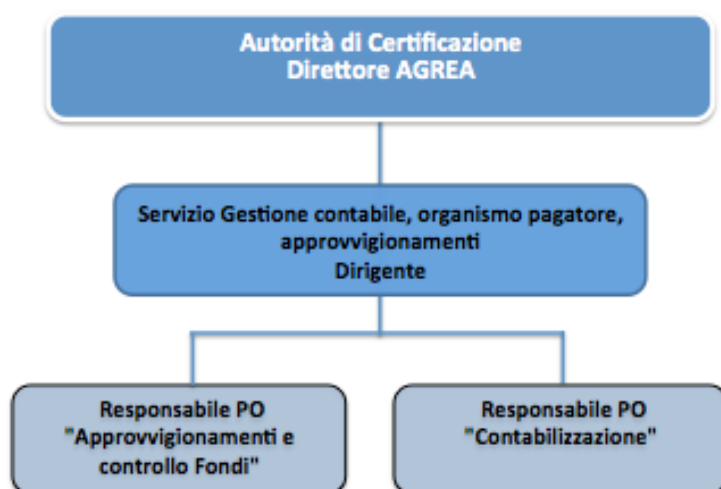 Autorità di Certificazione
Direttore AGREA
Servizio Gestione contabile, organismo pagatore,
approvvigionamenti
Dirigente
Responsabile PO
"Approvvigionamenti e
controllo Fondi"
Responsabile PO
"Contabilizzazione"